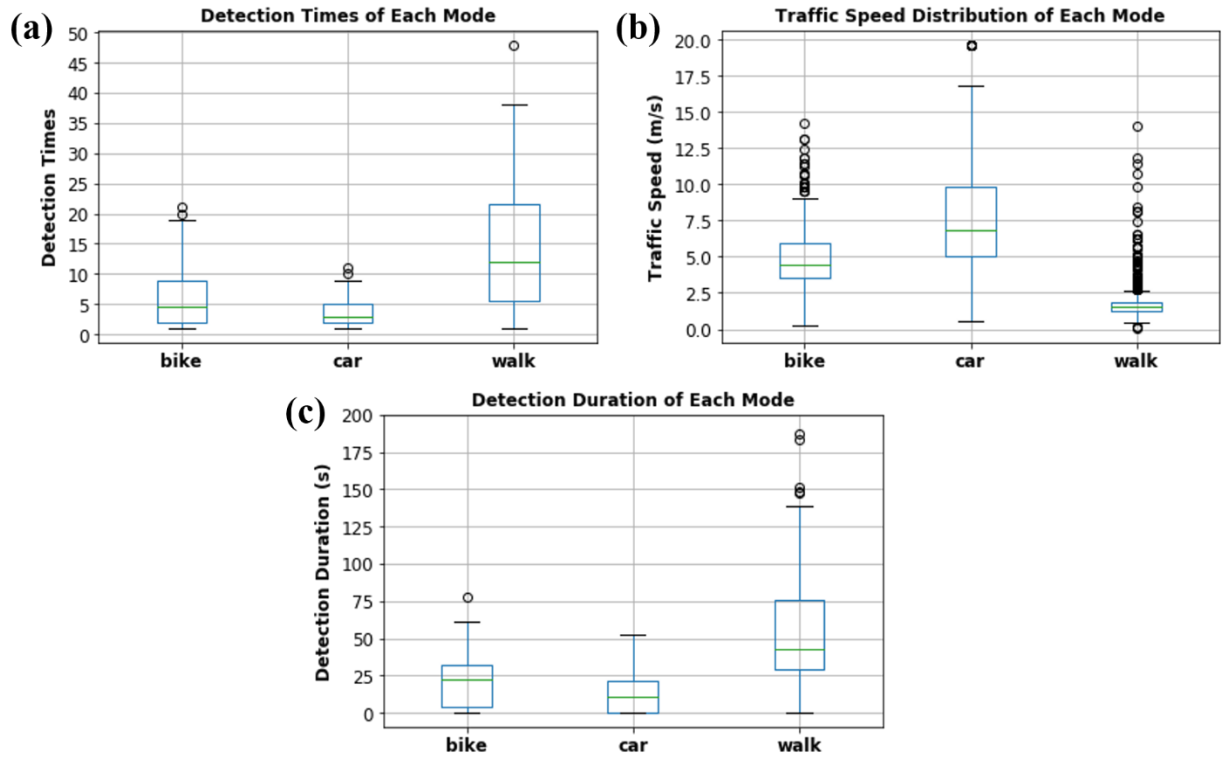 (a)
Detection Times of Each Mode
Detection Times
50
45
40
35
30
25
20
15
10
5
0
bike car walk
(b)
Traffic Speed Distribution of Each Mode
Traffic Speed (m/s)
20.0
17.5
15.0
12.5
10.0
7.5
5.0
2.5
0.0
bike car walk
(c)
Detection Duration of Each Mode
Detection Duration (s)
200
175
150
125
100
75
50
25
0
bike car walk